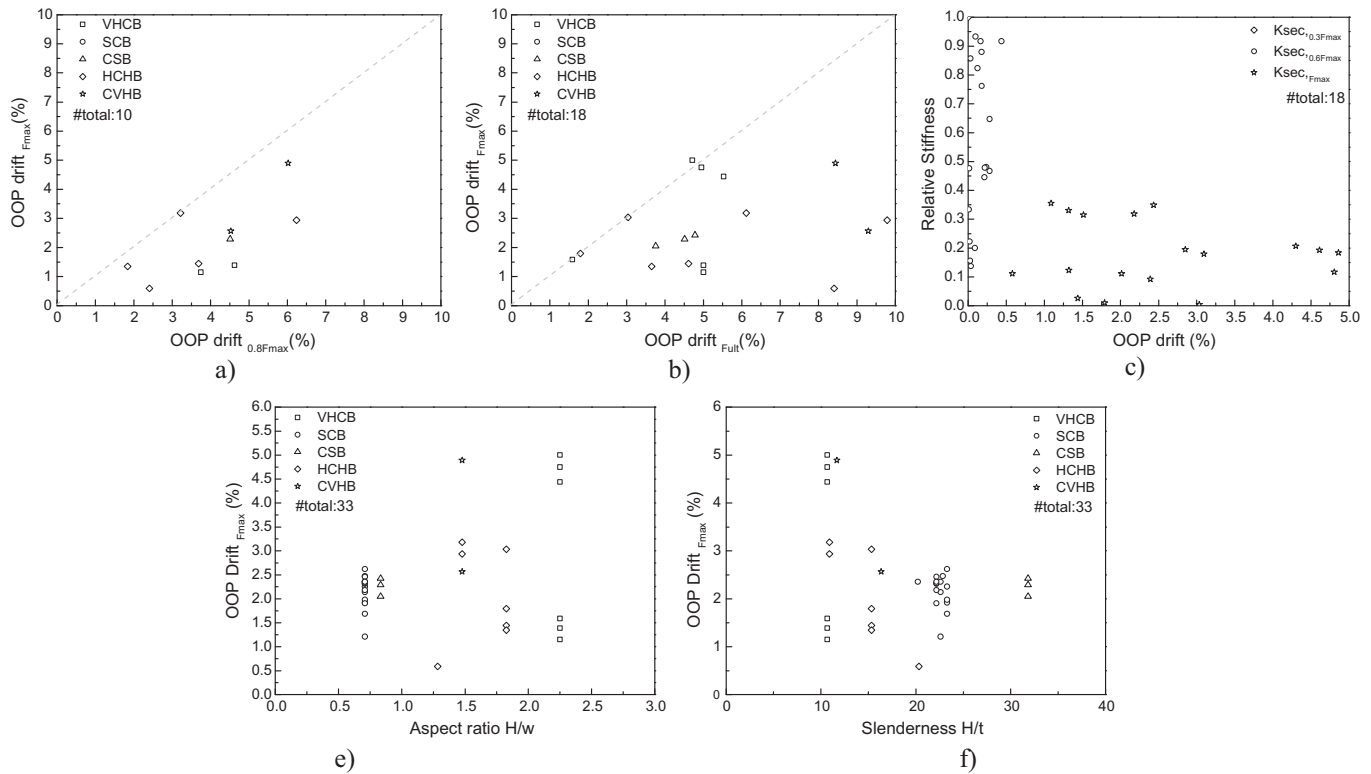 10
9
8
7
6
5
4
3
2
1
0
OOP drift Fmax(%)
VHCB
SCB
CSB
HCHB
CVHB
#total:10
0 1 2 3 4 5 6 7 8 9 10
OOP drift 0.8Fmax(%)
a)
10
9
8
7
6
5
4
3
2
1
0
OOP drift Fmax(%)
VHCB
SCB
CSB
HCHB
CVHB
#total:18
0 1 2 3 4 5 6 7 8 9 10
OOP drift Fult(%)
b)
1.0
0.9
0.8
0.7
0.6
0.5
0.4
0.3
0.2
0.1
0.0
Relative Stiffness
Ksec,0.3Fmax
Ksec,0.6Fmax
Ksec,Fmax
#total:18
0.0 0.5 1.0 1.5 2.0 2.5 3.0 3.5 4.0 4.5 5.0
OOP drift (%)
c)
6.0
5.5
5.0
4.5
4.0
3.5
3.0
2.5
2.0
1.5
1.0
0.5
0.0
OOP Drift Fmax (%)
VHCB
SCB
CSB
HCHB
CVHB
#total:33
0.0 0.5 1.0 1.5 2.0 2.5 3.0
Aspect ratio H/w
e)
6
5
4
3
2
1
0
OOP Drift Fmax (%)
VHCB
SCB
CSB
HCHB
CVHB
#total:33
0 10 20 30 40
Slenderness H/t
f)